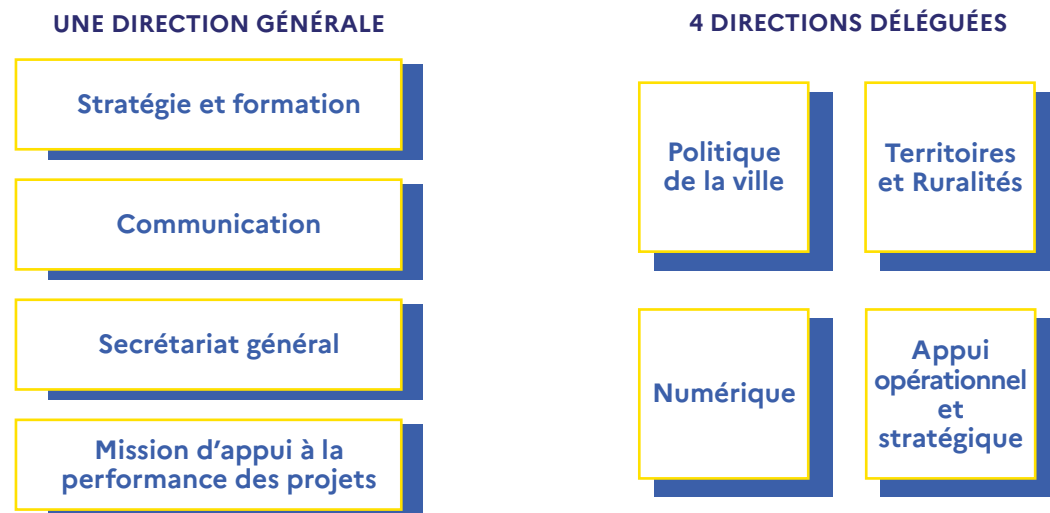 UNE DIRECTION GÉNÉRALE
Stratégie et formation
Communication
Secrétariat général
Mission d’appui à la
performance des projets
4 DIRECTIONS DÉLÉGUÉES
Politique
de la ville
Territoires
et Ruralités
Numérique
Appui
opérationnel
et
stratégique